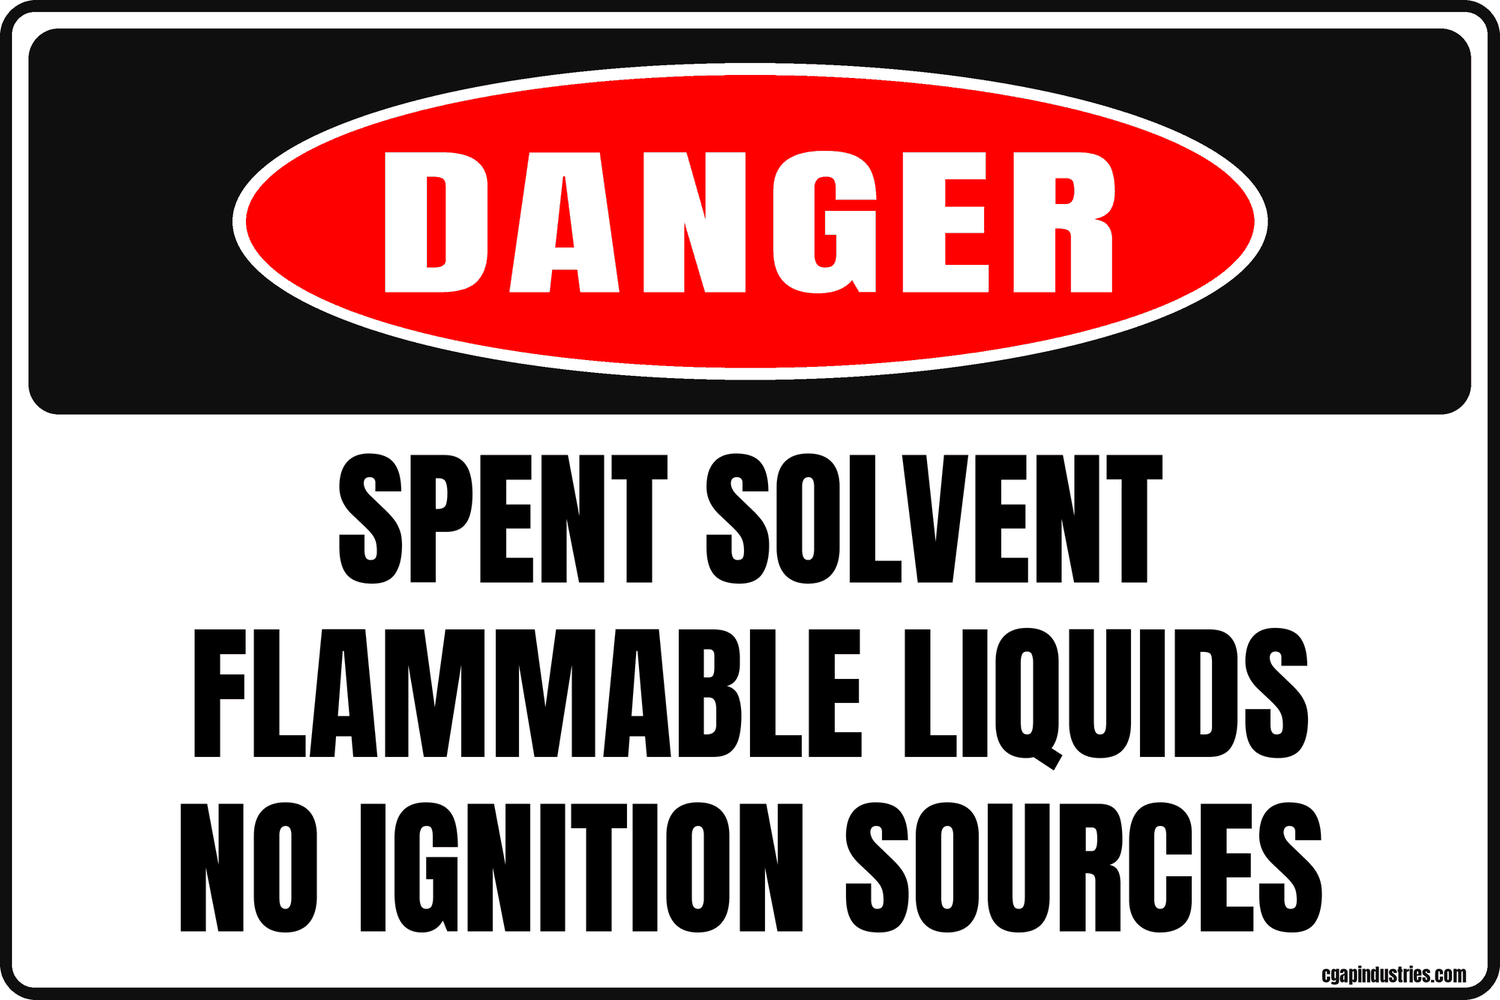 DANGER
SPENT SOLVENT
FLAMMABLE LIQUIDS
NO IGNITION SOURCES
cgapindustries.com